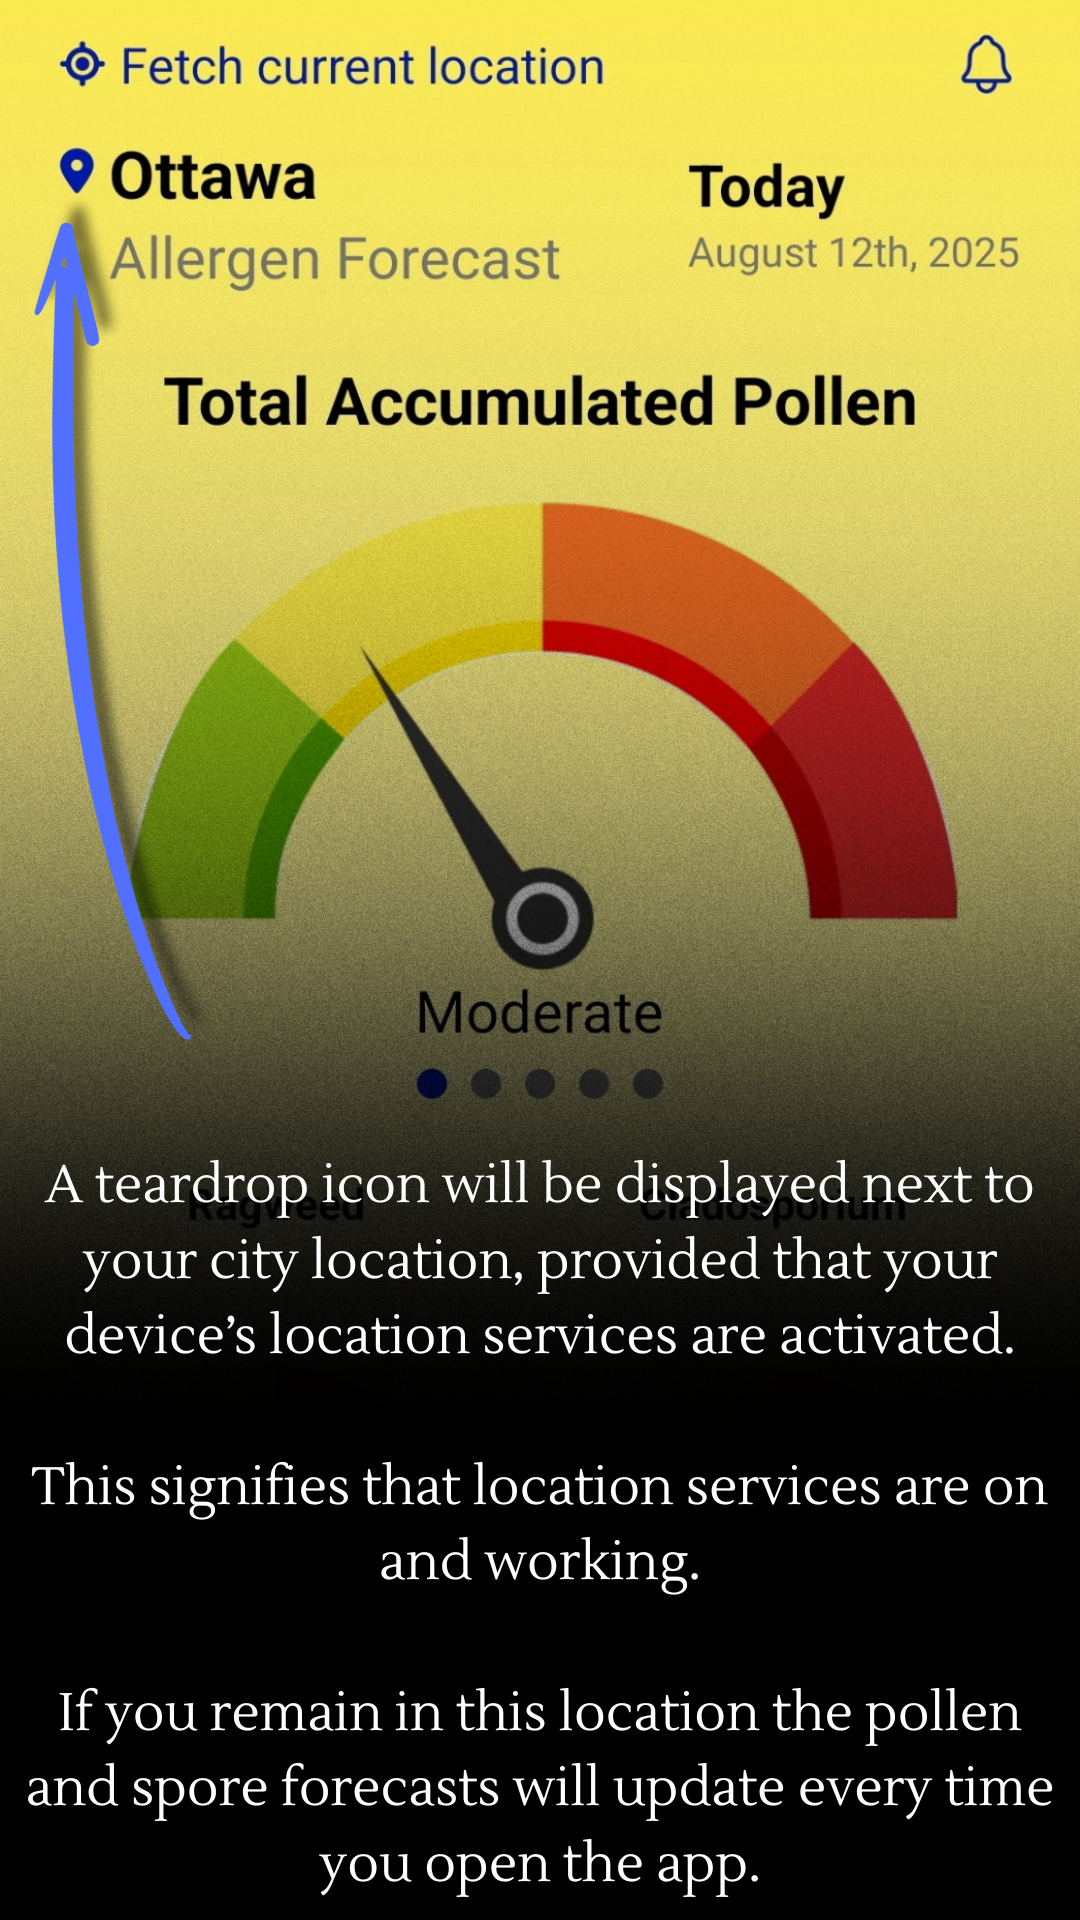 Fetch current location
Ottawa
Allergen Forecast
Today
August 12th, 2025
Total Accumulated Pollen
Moderate
Ragweed
Cladosporium
A teardrop icon will be displayed next to
your city location, provided that your
device’s location services are activated.
This signifies that location services are on
and working.
If you remain in this location the pollen
and spore forecasts will update every time
you open the app.